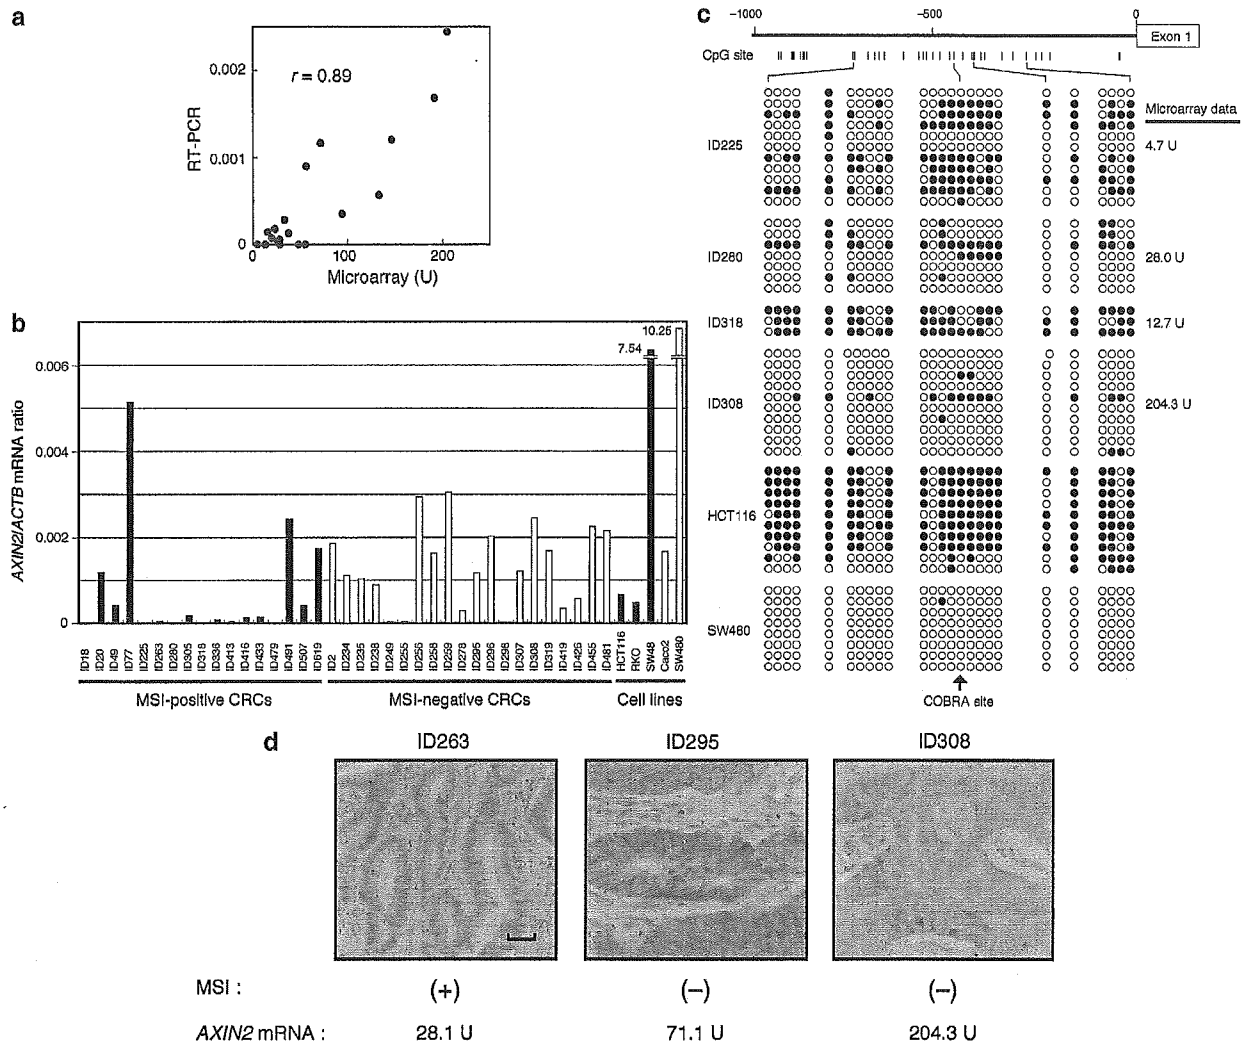 a
0.002
r = 0.89
RT-PCR
0.001
0
0
100
200
Microarray (U)
b
10.25
7.54
0.006
0.004
0.002
0
AXIN2/ACTB mRNA ratio
ID18
ID20
ID49
ID77
ID225
ID263
ID280
ID305
ID318
ID338
ID413
ID416
ID433
ID479
ID491
ID507
ID619
ID2
ID234
ID235
ID238
ID249
ID255
ID256
ID258
ID259
ID278
ID295
ID296
ID298
ID307
ID308
ID319
ID419
ID426
ID455
ID481
HCT116
RKO
SW48
Caco2
SW480
MSI-positive CRCs
MSI-negative CRCs
Cell lines
c
−1000
−500
0
Exon 1
CpG site
Microarray data
ID225
4.7 U
ID280
28.0 U
ID318
12.7 U
ID308
204.3 U
HCT116
SW480
COBRA site
d
ID263
ID295
ID308
MSI :
(+)
(−)
(−)
AXIN2 mRNA :
28.1 U
71.1 U
204.3 U